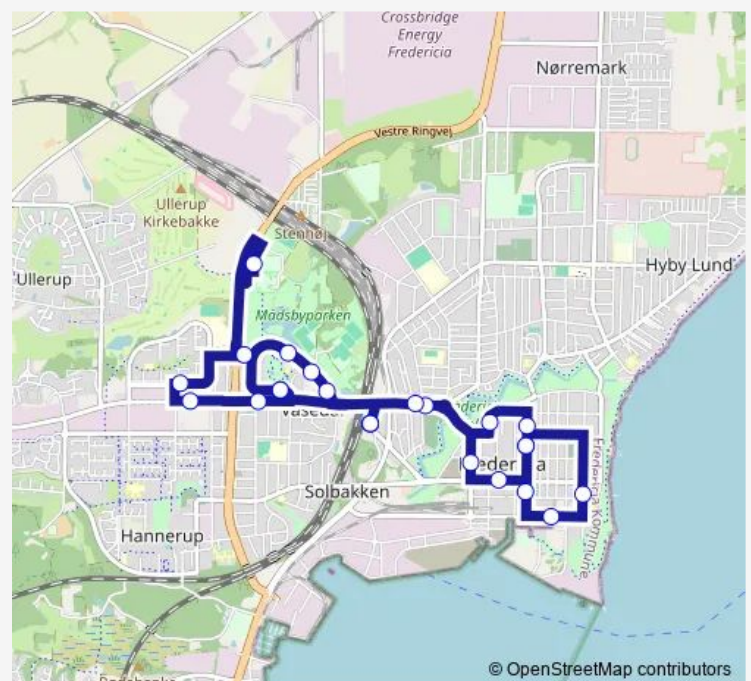 Crossbridge
Energy
Fredericia
Nørremark
Vestre Ringvej
Ullerup
Kirkebakke
Stenhøj
Ullerup
Hyby Lund
Madsbyparken
Solbakken
Fredericia Kommune
Hannerup
© OpenStreetMap contributors